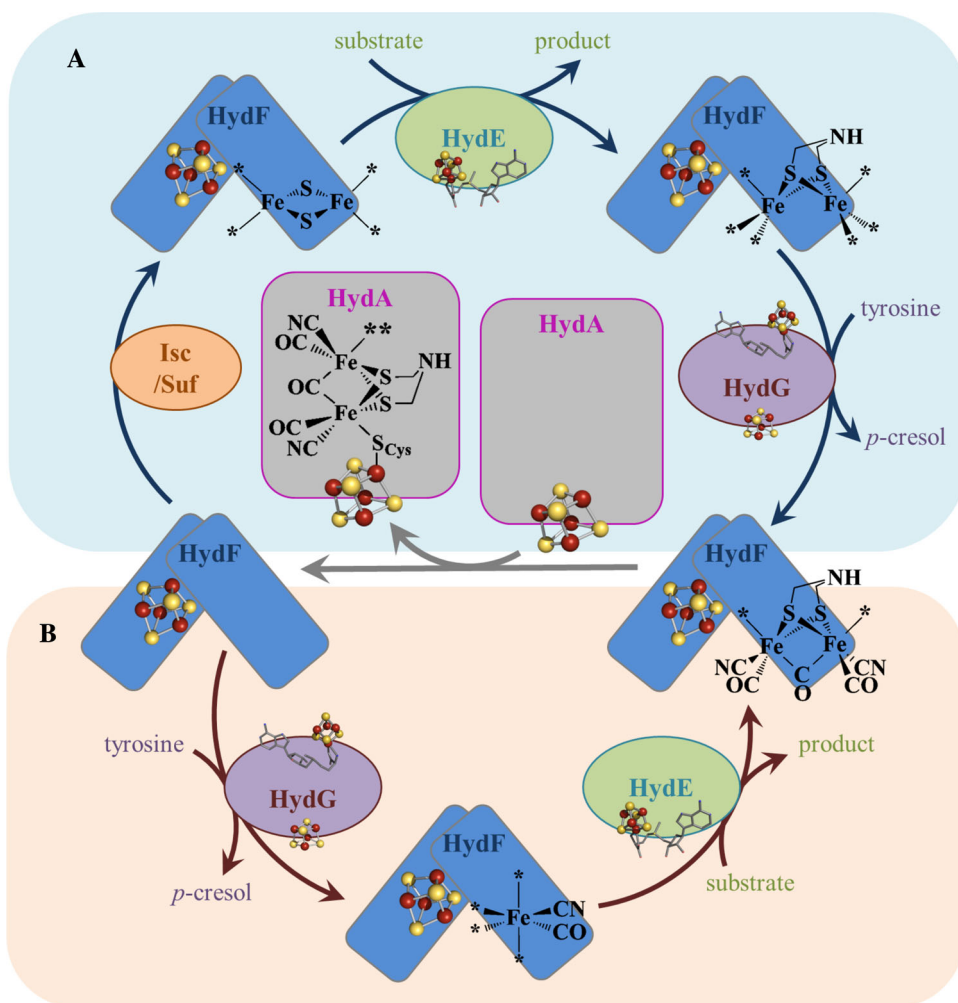 A
substrate
product
HydF
HydE
HydF
NH
S
S
*
*
Fe
S
Fe
S
*
*
*
*
Fe
Fe
*
*
*
*
HydA
HydA
NC
OC
**
Fe
NH
OC
S
S
Fe
OC
NC
SCys
Isc
/Suf
tyrosine
HydG
p-cresol
HydF
HydF
NH
S
S
*
*
Fe
Fe
NC
OC
C
O
CN
CO
B
tyrosine
HydG
p-cresol
HydE
product
substrate
HydF
*
*
*
Fe
CN
CO
*